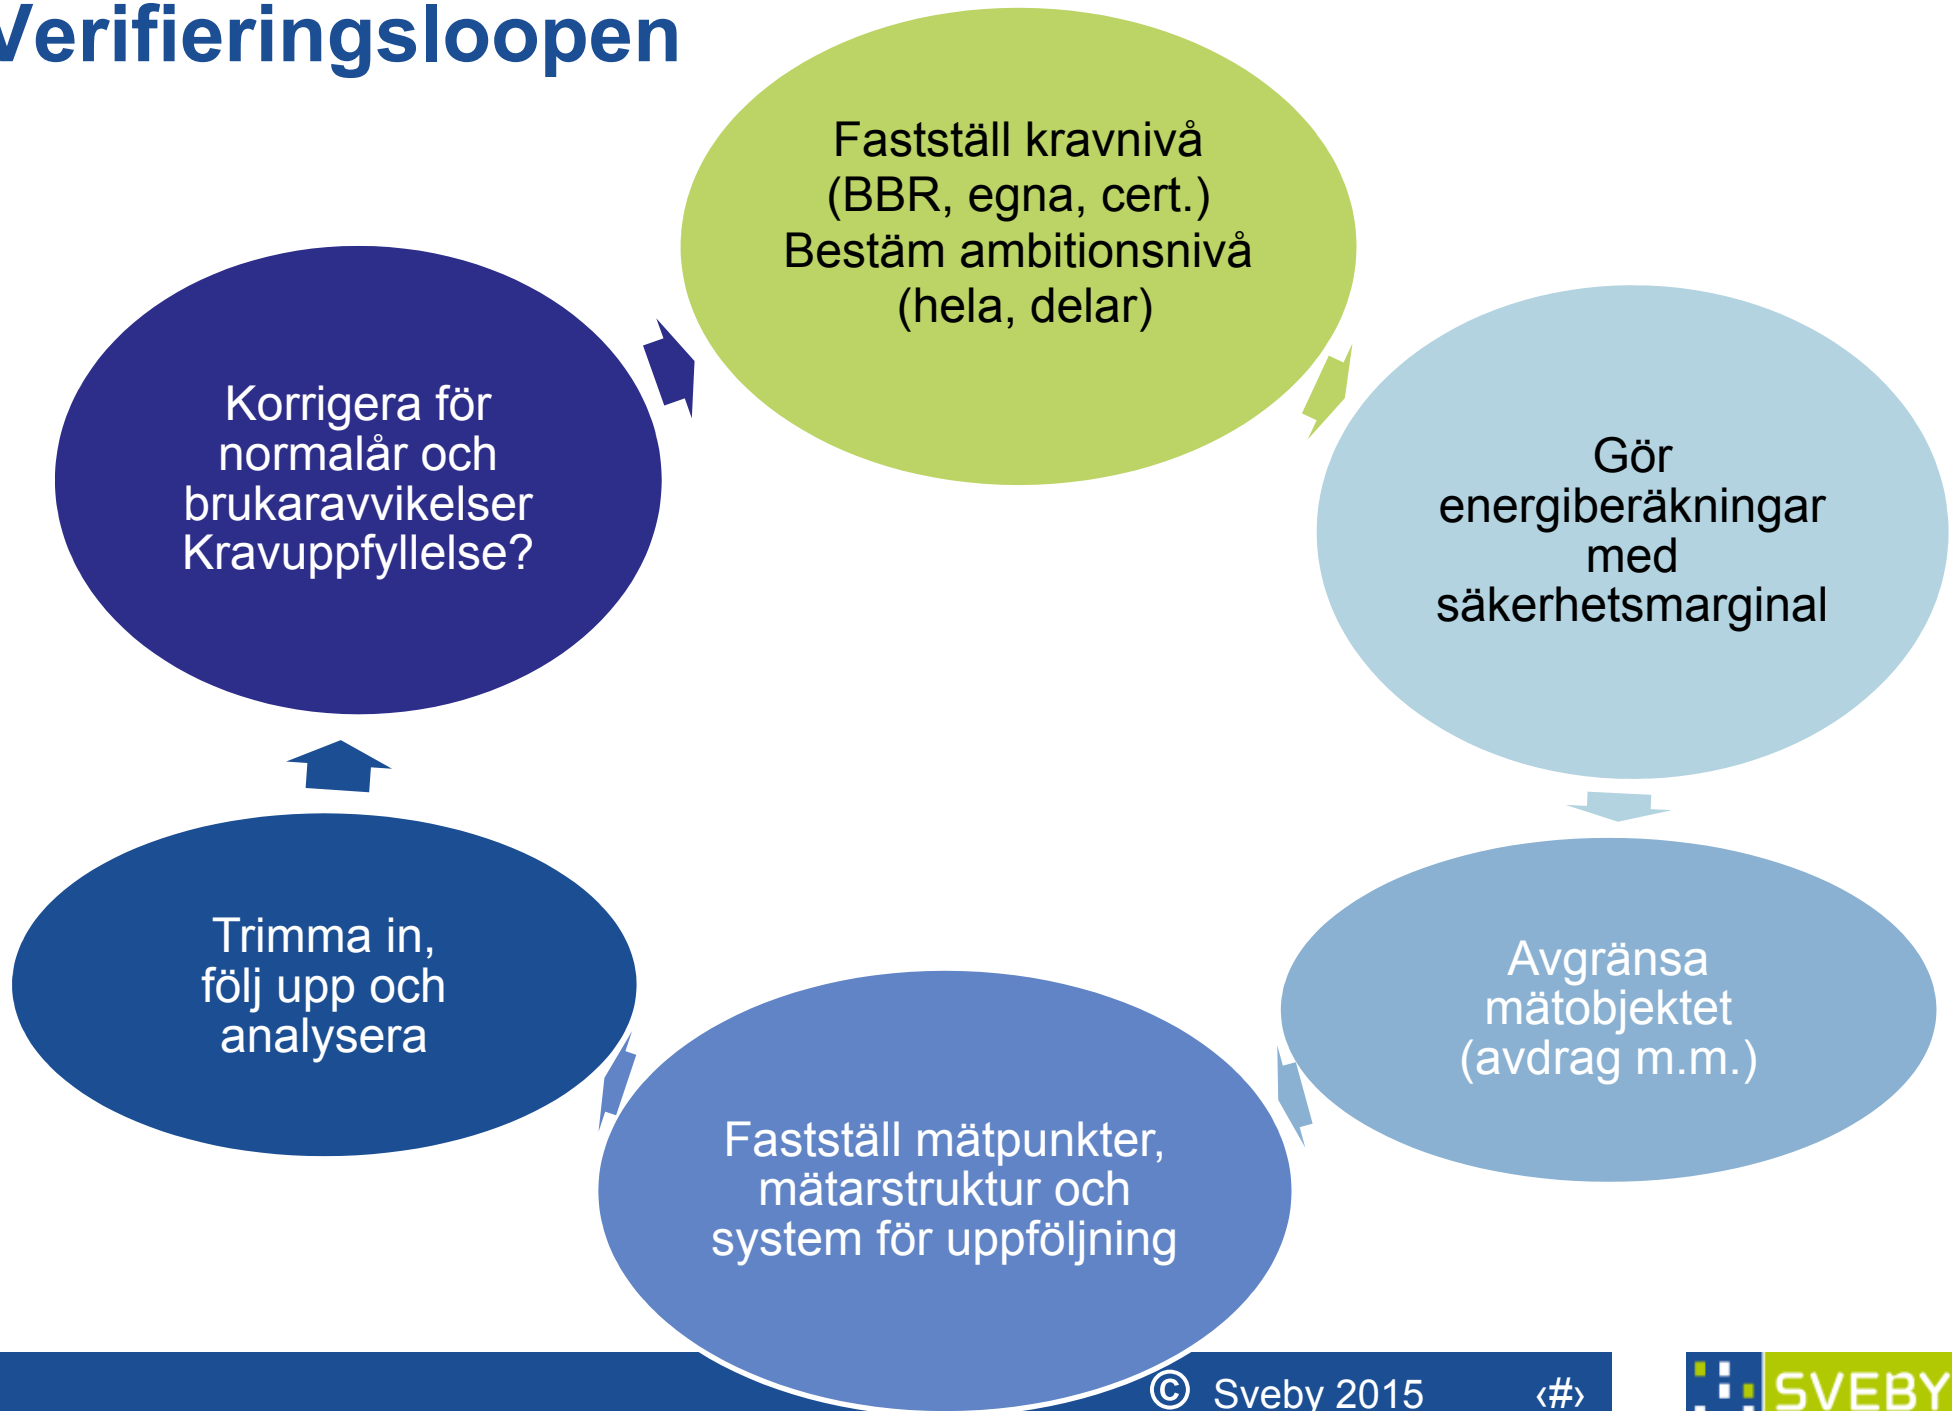 Verifieringsloopen
Fastställ kravnivå
(BBR, egna, cert.)
Bestäm ambitionsnivå
(hela, delar)
Gör
energiberäkningar
med
säkerhetsmarginal
Avgränsa
mätobjektet
(avdrag m.m.)
Fastställ mätpunkter,
mätarstruktur och
system för uppföljning
Trimma in,
följ upp och
analysera
Korrigera för
normalår och
brukaravvikelser
Kravuppfyllelse?
© Sveby 2015 ‹#›
SVEBY